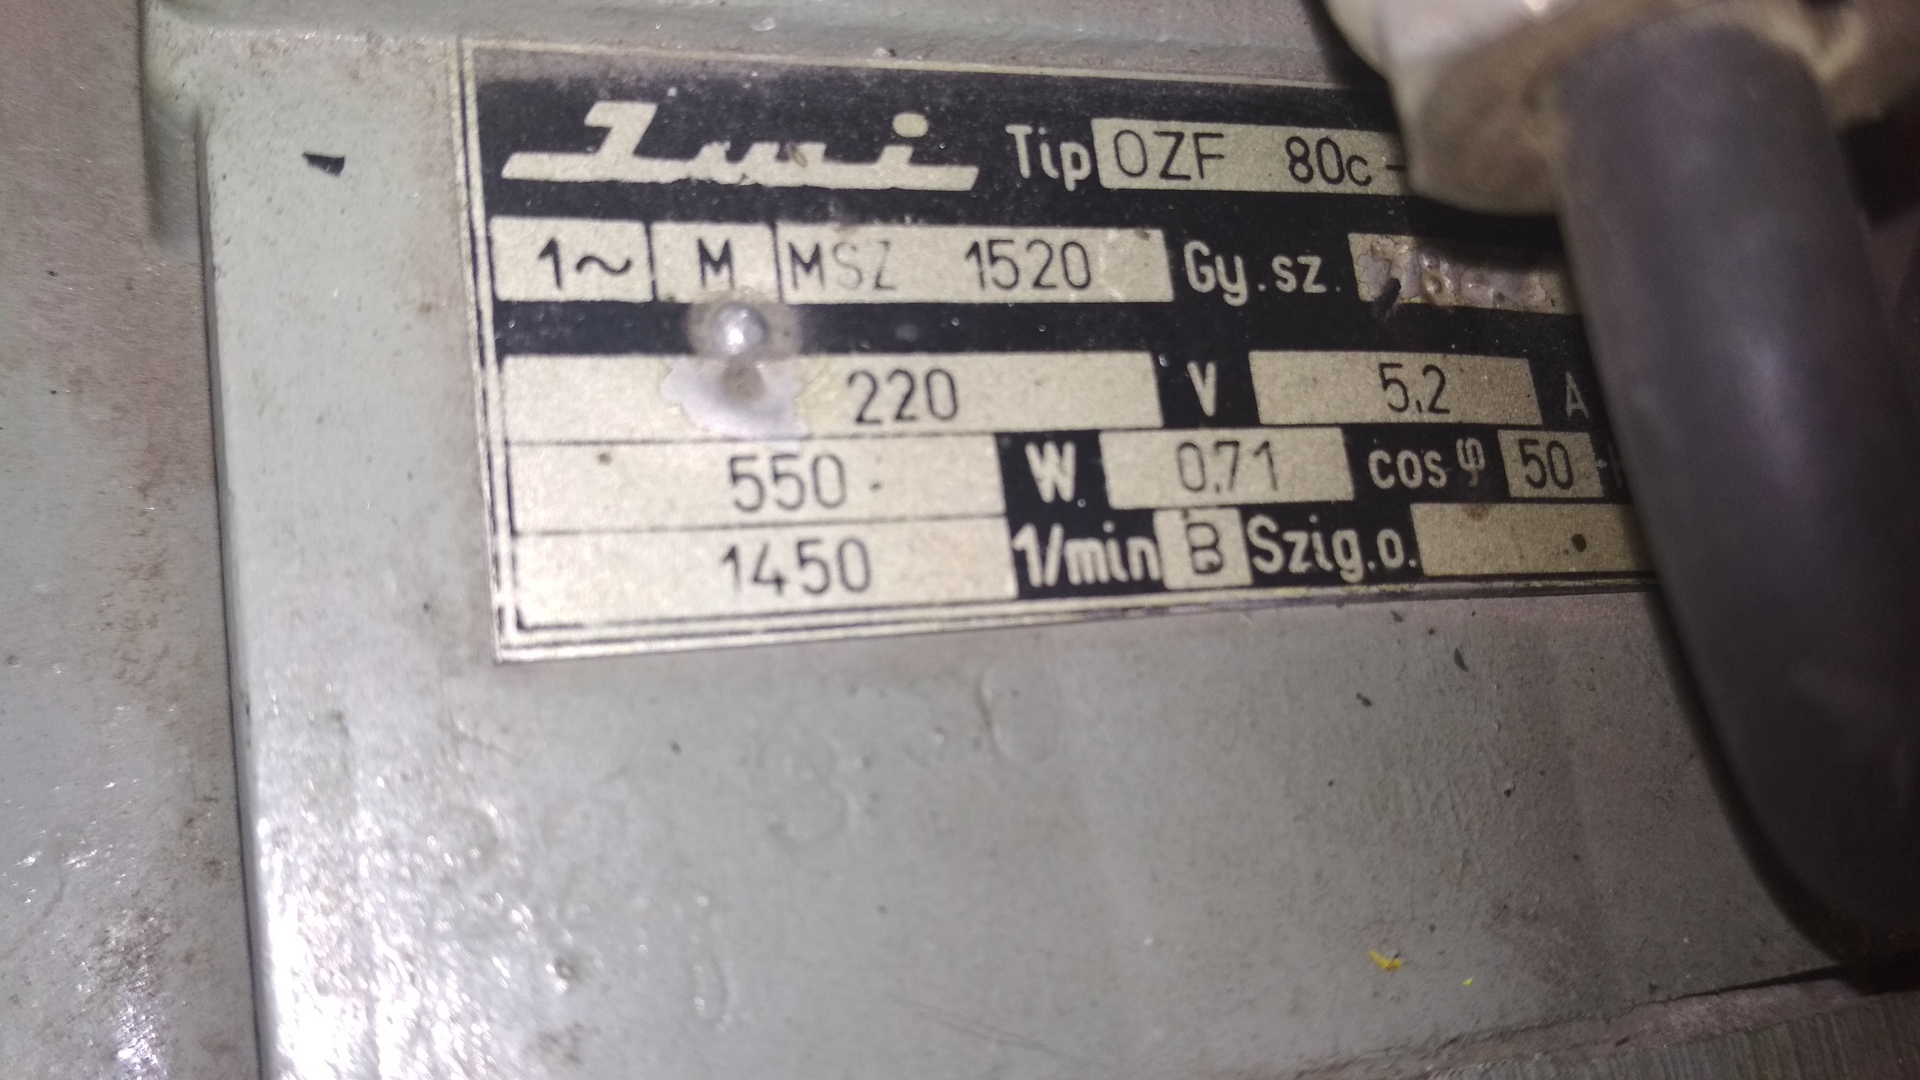 Tip OZF 80c-
1~ M MSZ 1520 Gy.sz.
220 V 5,2 A
550 W 0,71 cos φ 50
1450 1/min B Szig.o.